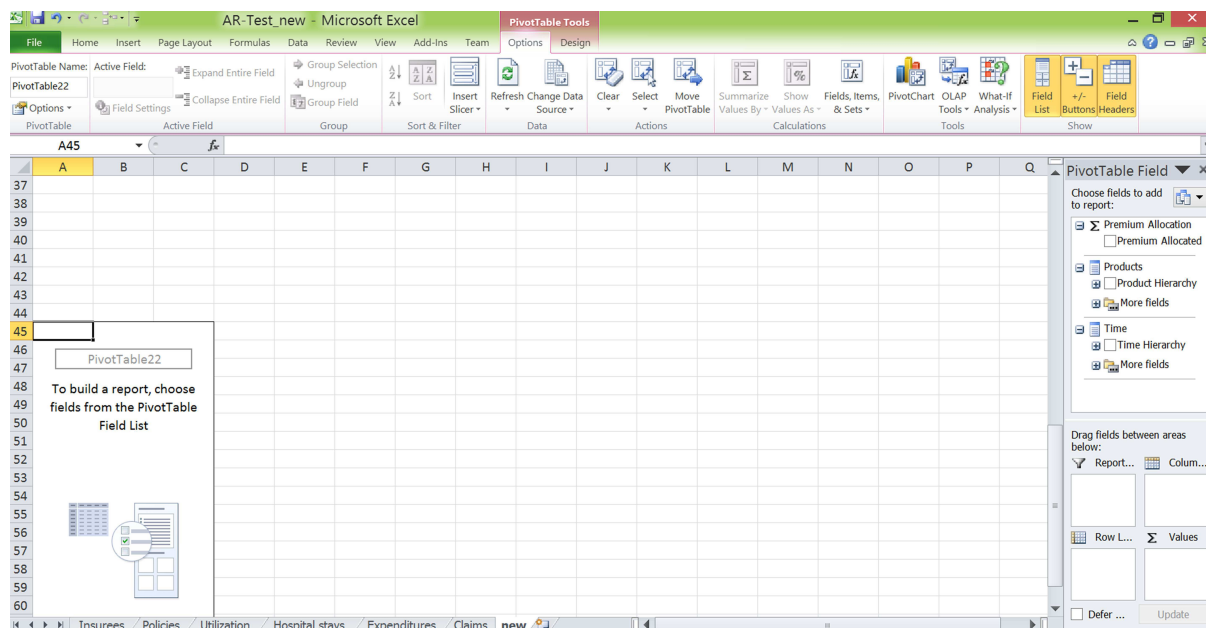 AR-Test_new - Microsoft Excel
PivotTable Tools
File Home Insert Page Layout Formulas Data Review View Add-Ins Team Options Design
PivotTable Name:
PivotTable22
Options
PivotTable
Active Field:
Field Settings
Expand Entire Field
Collapse Entire Field
Active Field
Group Selection
Ungroup
Group Field
Group
Sort
Insert Slicer
Sort & Filter
Refresh
Change Data Source
Data
Clear
Select
Move PivotTable
Actions
Summarize Values By
Show Values As
Fields, Items, & Sets
Calculations
PivotChart
OLAP Tools
What-If Analysis
Tools
Field List
+/- Buttons
Field Headers
Show
A45
fx
A B C D E F G H I J K L M N O P Q
37
38
39
40
41
42
43
44
45
46
47
48
49
50
51
52
53
54
55
56
57
58
59
60
PivotTable22
To build a report, choose
fields from the PivotTable
Field List
PivotTable Field
Choose fields to add
to report:
Σ Premium Allocation
Premium Allocated
Products
Product Hierarchy
More fields
Time
Time Hierarchy
More fields
Drag fields between areas
below:
Report... Colum...
Row L... Σ Values
Defer ... Update
Insurees Policies Utilization Hospital stays Expenditures Claims new